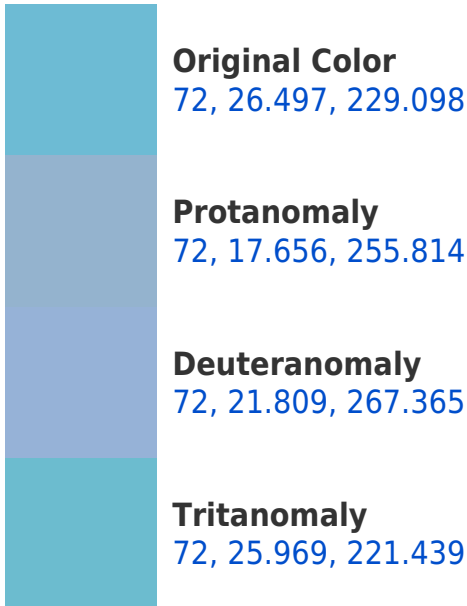 Original Color
72, 26.497, 229.098
Protanomaly
72, 17.656, 255.814
Deuteranomaly
72, 21.809, 267.365
Tritanomaly
72, 25.969, 221.439